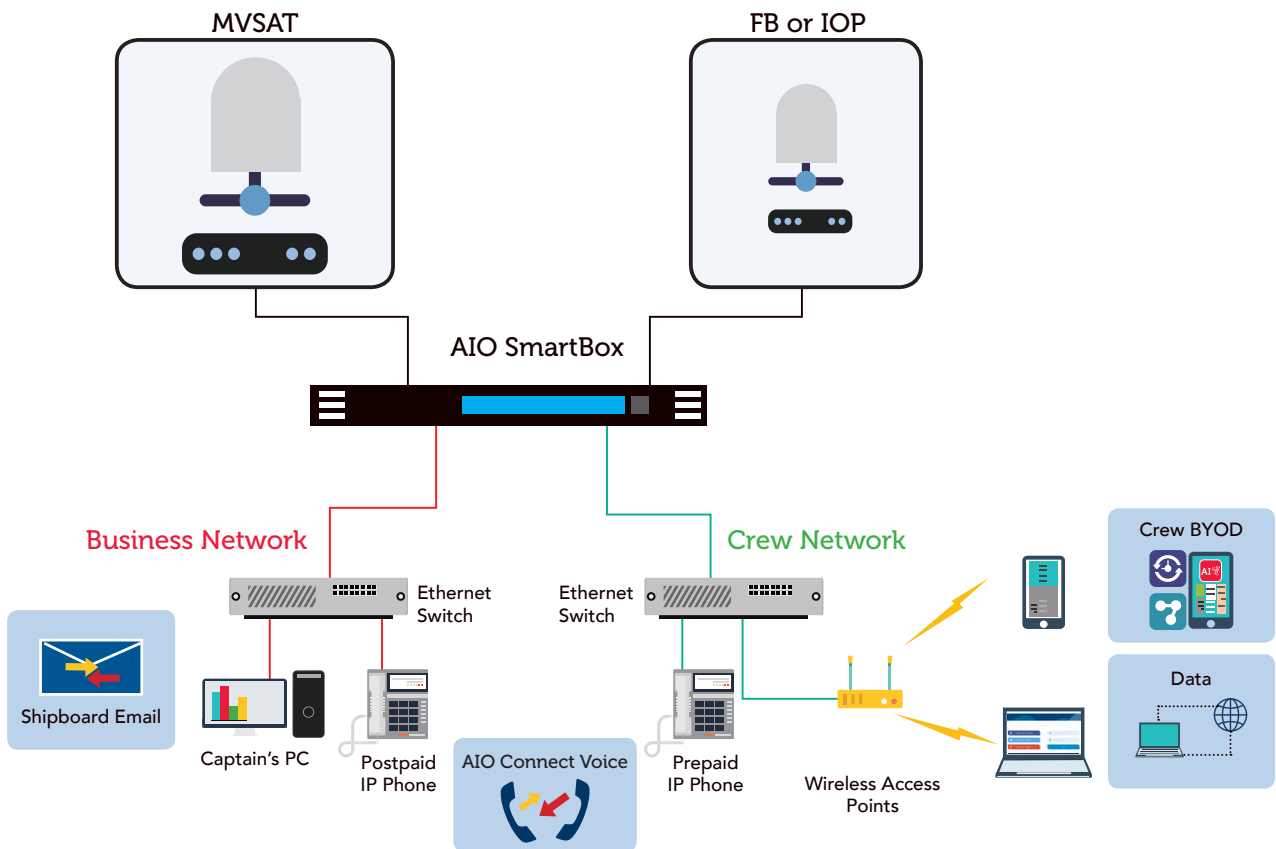 MVSAT
FB or IOP
AIO SmartBox
Business Network
Crew Network
Crew BYOD
AI
Ethernet
Switch
Ethernet
Switch
Data
Shipboard Email
Captain's PC
Postpaid
IP Phone
AIO Connect Voice
Prepaid
IP Phone
Wireless Access
Points